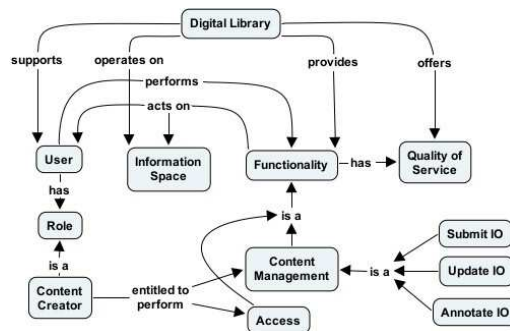 Digital Library
supports
operates on
provides
offers
performs
acts on
User
Information
Space
Functionality
has
Quality of
Service
has
Role
is a
Submit IO
is a
Content
Creator
entitled to
perform
Content
Management
is a
Update IO
Access
Annotate IO